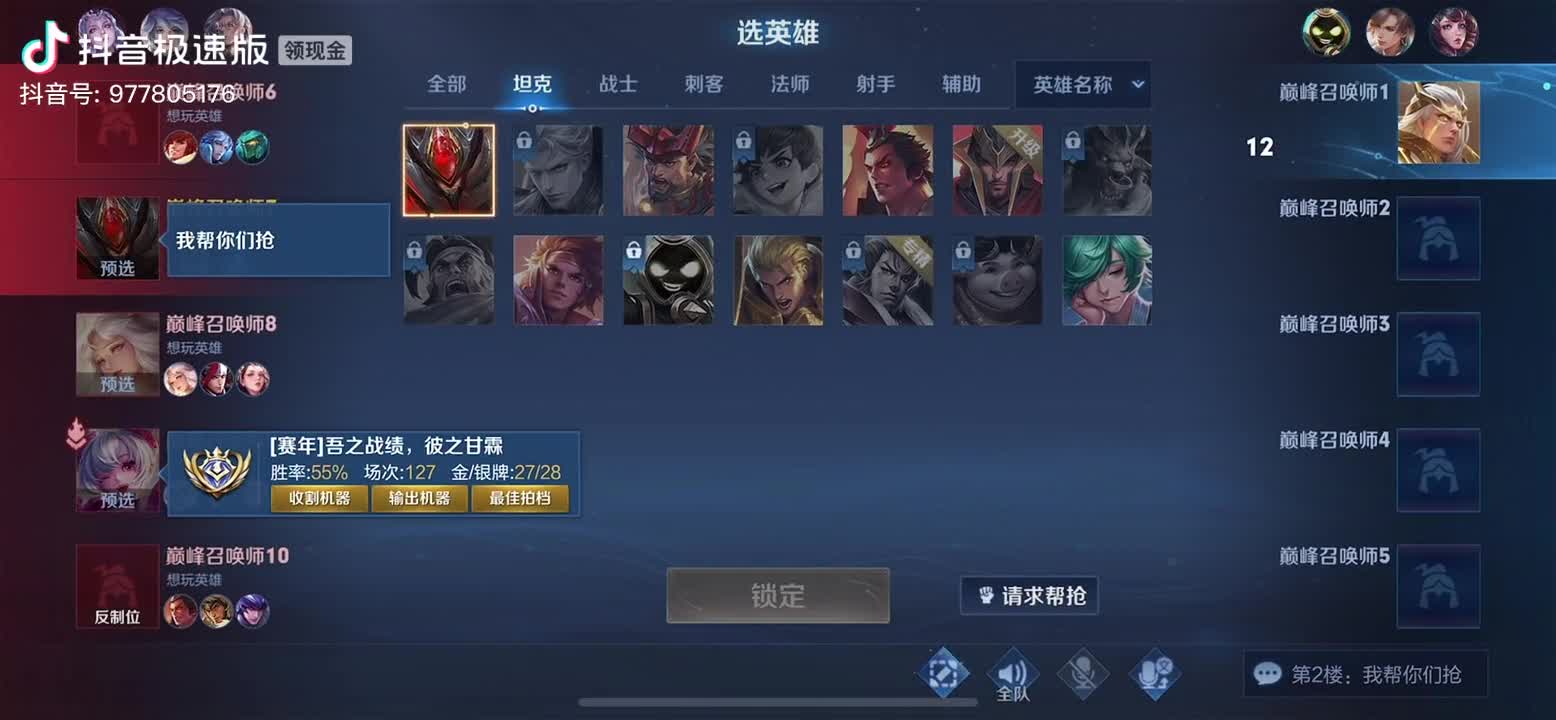 抖音极速版 领现金
抖音号: 977805176
选英雄
全部 坦克 战士 刺客 法师 射手 辅助 英雄名称
想玩英雄
预选
我帮你们抢
巅峰召唤师8
想玩英雄
预选
预选
[赛年]吾之战绩，彼之甘霖
胜率:55% 场次:127 金/银牌:27/28
收割机器 输出机器 最佳拍档
巅峰召唤师10
想玩英雄
反制位
升级
专精
锁定
请求帮抢
12
巅峰召唤师1
巅峰召唤师2
巅峰召唤师3
巅峰召唤师4
巅峰召唤师5
全队
第2楼：我帮你们抢